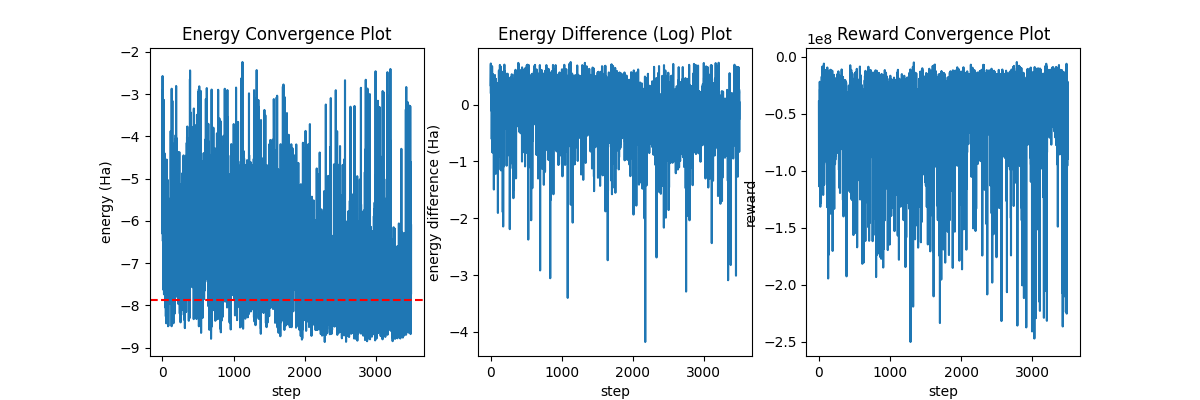 Energy Convergence Plot
energy (Ha)
−2
−3
−4
−5
−6
−7
−8
−9
0 1000 2000 3000
step
Energy Difference (Log) Plot
energy difference (Ha)
0
−1
−2
−3
−4
0 1000 2000 3000
step
1e8 Reward Convergence Plot
reward
0.0
−0.5
−1.0
−1.5
−2.0
−2.5
0 1000 2000 3000
step